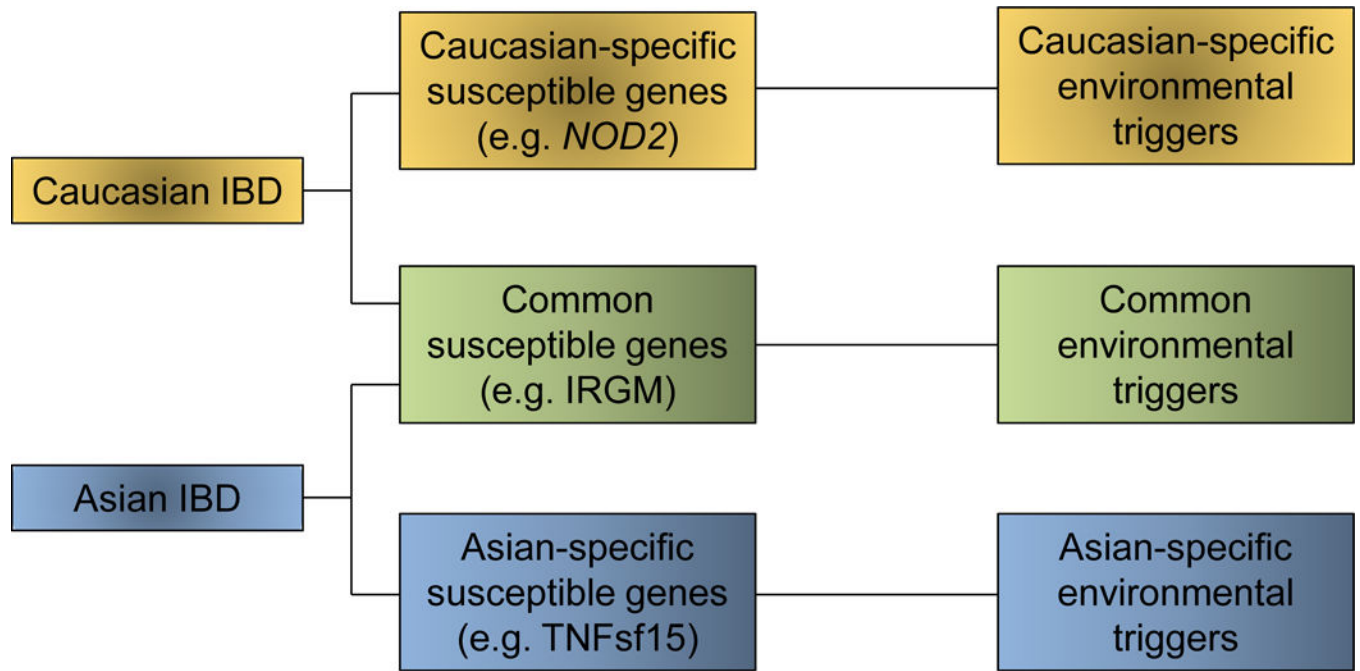 Caucasian IBD
Asian IBD
Caucasian-specific
susceptible genes
(e.g. NOD2)
Common
susceptible genes
(e.g. IRGM)
Asian-specific
susceptible genes
(e.g. TNFsf15)
Caucasian-specific
environmental
triggers
Common
environmental
triggers
Asian-specific
environmental
triggers